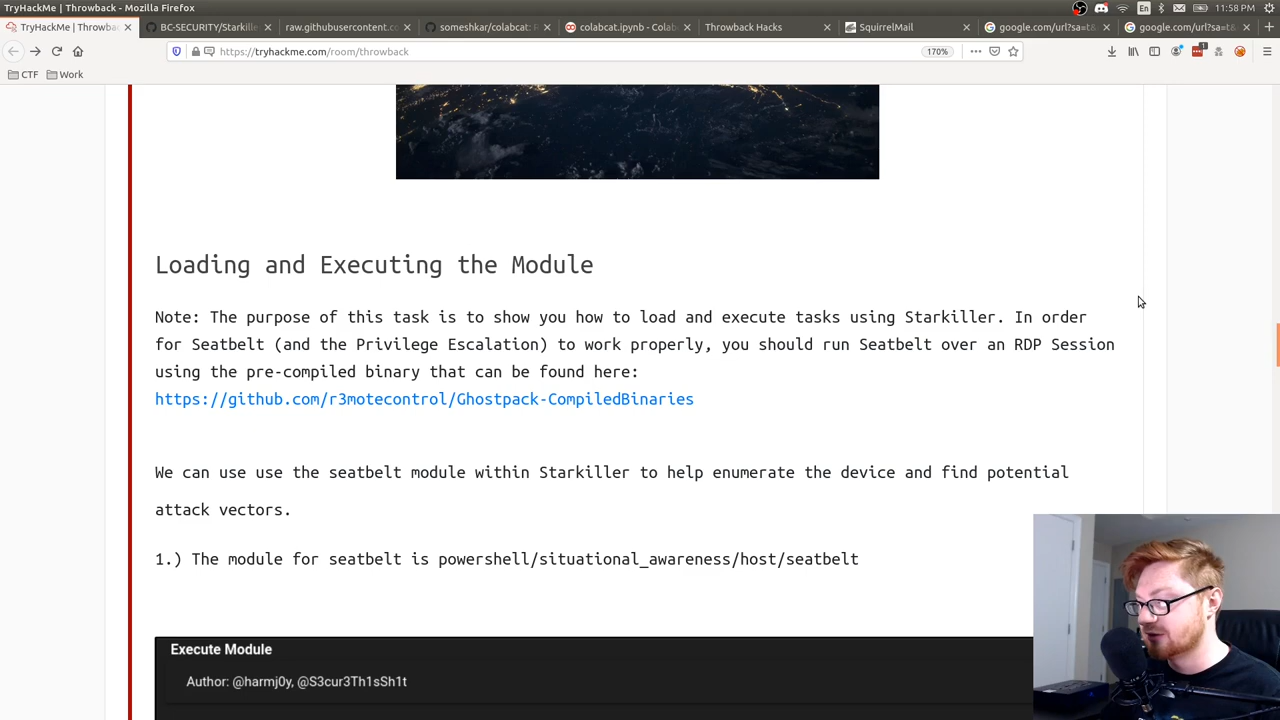 TryHackMe | Throwback - Mozilla Firefox
En
11:58 PM
TryHackMe | Throwb
BC-SECURITY/Starkille
raw.githubusercontent.co
someshkar/colabcat: R
colabcat.ipynb - Colab
Throwback Hacks
SquirrelMail
google.com/url?sa=t&
google.com/url?sa=t&
https://tryhackme.com/room/throwback
170%
1
CTF
Work
Loading and Executing the Module
Note: The purpose of this task is to show you how to load and execute tasks using Starkiller. In order
for Seatbelt (and the Privilege Escalation) to work properly, you should run Seatbelt over an RDP Session
using the pre-compiled binary that can be found here:
https://github.com/r3motecontrol/Ghostpack-CompiledBinaries
We can use use the seatbelt module within Starkiller to help enumerate the device and find potential
attack vectors.
1.) The module for seatbelt is powershell/situational_awareness/host/seatbelt
Execute Module
Author: @harmj0y, @S3cur3Th1sSh1t